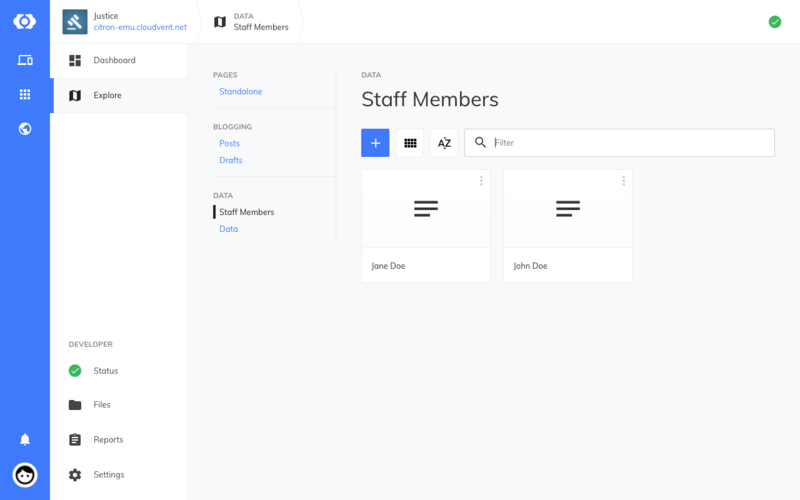 Justice
citron-emu.cloudvent.net
DATA
Staff Members
Dashboard
Explore
DEVELOPER
Status
Files
Reports
Settings
PAGES
Standalone
BLOGGING
Posts
Drafts
DATA
Staff Members
Data
DATA
Staff Members
AZ
Filter
Jane Doe
John Doe